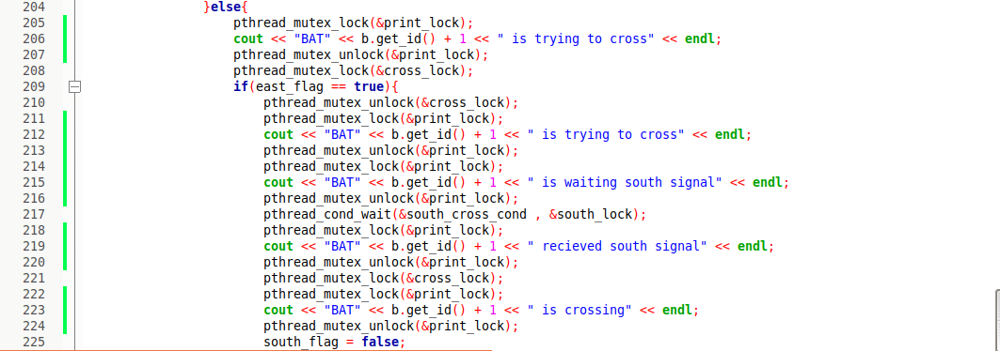 204 }else{
205 pthread_mutex_lock(&print_lock);
206 cout << "BAT" << b.get_id() + 1 << " is trying to cross" << endl;
207 pthread_mutex_unlock(&print_lock);
208 pthread_mutex_lock(&cross_lock);
209 if(east_flag == true){
210 pthread_mutex_unlock(&cross_lock);
211 pthread_mutex_lock(&print_lock);
212 cout << "BAT" << b.get_id() + 1 << " is trying to cross" << endl;
213 pthread_mutex_unlock(&print_lock);
214 pthread_mutex_lock(&print_lock);
215 cout << "BAT" << b.get_id() + 1 << " is waiting south signal" << endl;
216 pthread_mutex_unlock(&print_lock);
217 pthread_cond_wait(&south_cross_cond , &south_lock);
218 pthread_mutex_lock(&print_lock);
219 cout << "BAT" << b.get_id() + 1 << " recieved south signal" << endl;
220 pthread_mutex_unlock(&print_lock);
221 pthread_mutex_lock(&cross_lock);
222 pthread_mutex_lock(&print_lock);
223 cout << "BAT" << b.get_id() + 1 << " is crossing" << endl;
224 pthread_mutex_unlock(&print_lock);
225 south_flag = false;